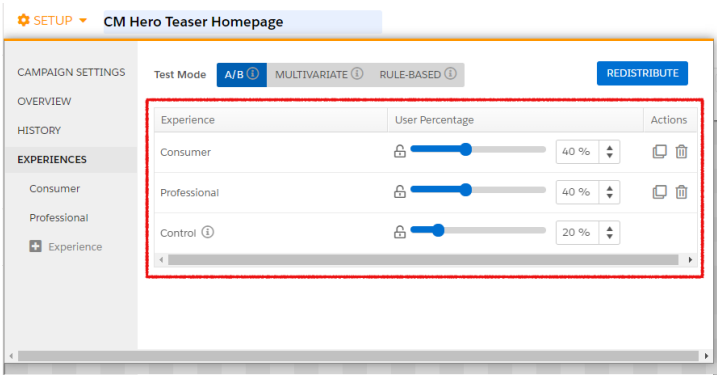 SETUP CM Hero Teaser Homepage
CAMPAIGN SETTINGS
OVERVIEW
HISTORY
EXPERIENCES
Consumer
Professional
Experience
Test Mode A/B MULTIVARIATE RULE-BASED REDISTRIBUTE
Experience User Percentage Actions
Consumer 40 %
Professional 40 %
Control 20 %